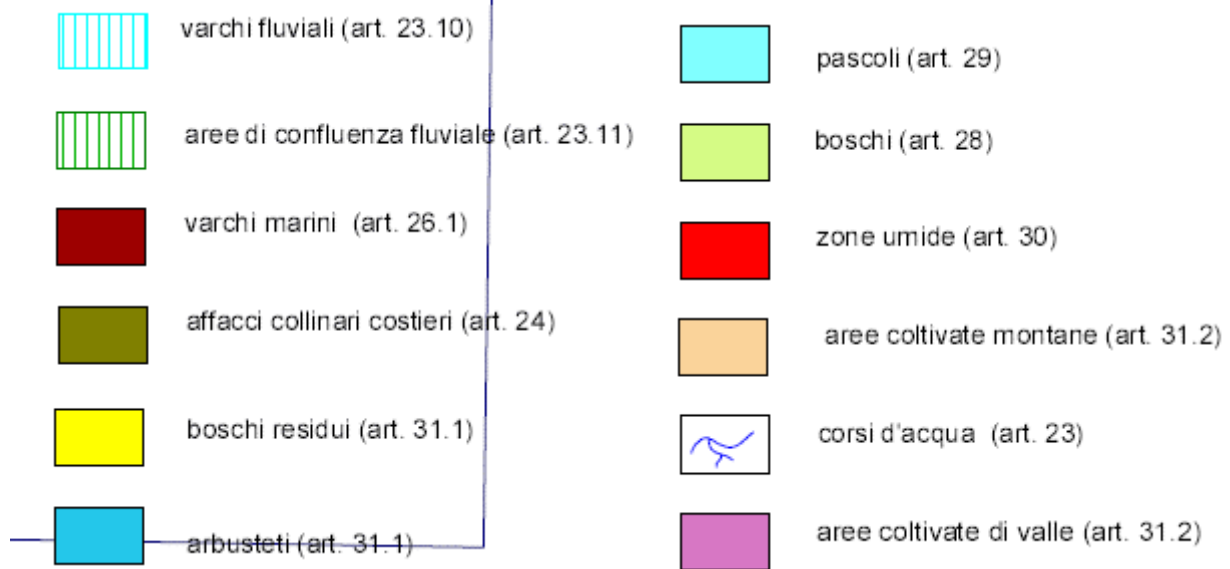 varchi fluviali (art. 23.10)
aree di confluenza fluviale (art. 23.11)
varchi marini (art. 26.1)
affacci collinari costieri (art. 24)
boschi residui (art. 31.1)
arbusteti (art. 31.1)
pascoli (art. 29)
boschi (art. 28)
zone umide (art. 30)
aree coltivate montane (art. 31.2)
corsi d'acqua (art. 23)
aree coltivate di valle (art. 31.2)